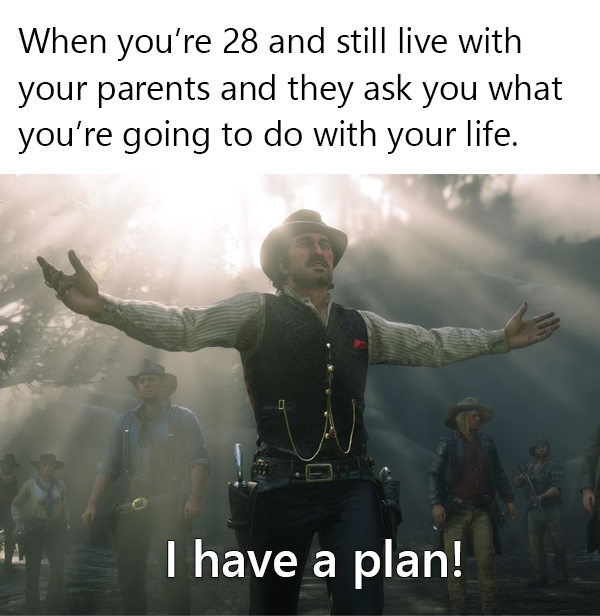 When you’re 28 and still live with
your parents and they ask you what
you’re going to do with your life.
I have a plan!